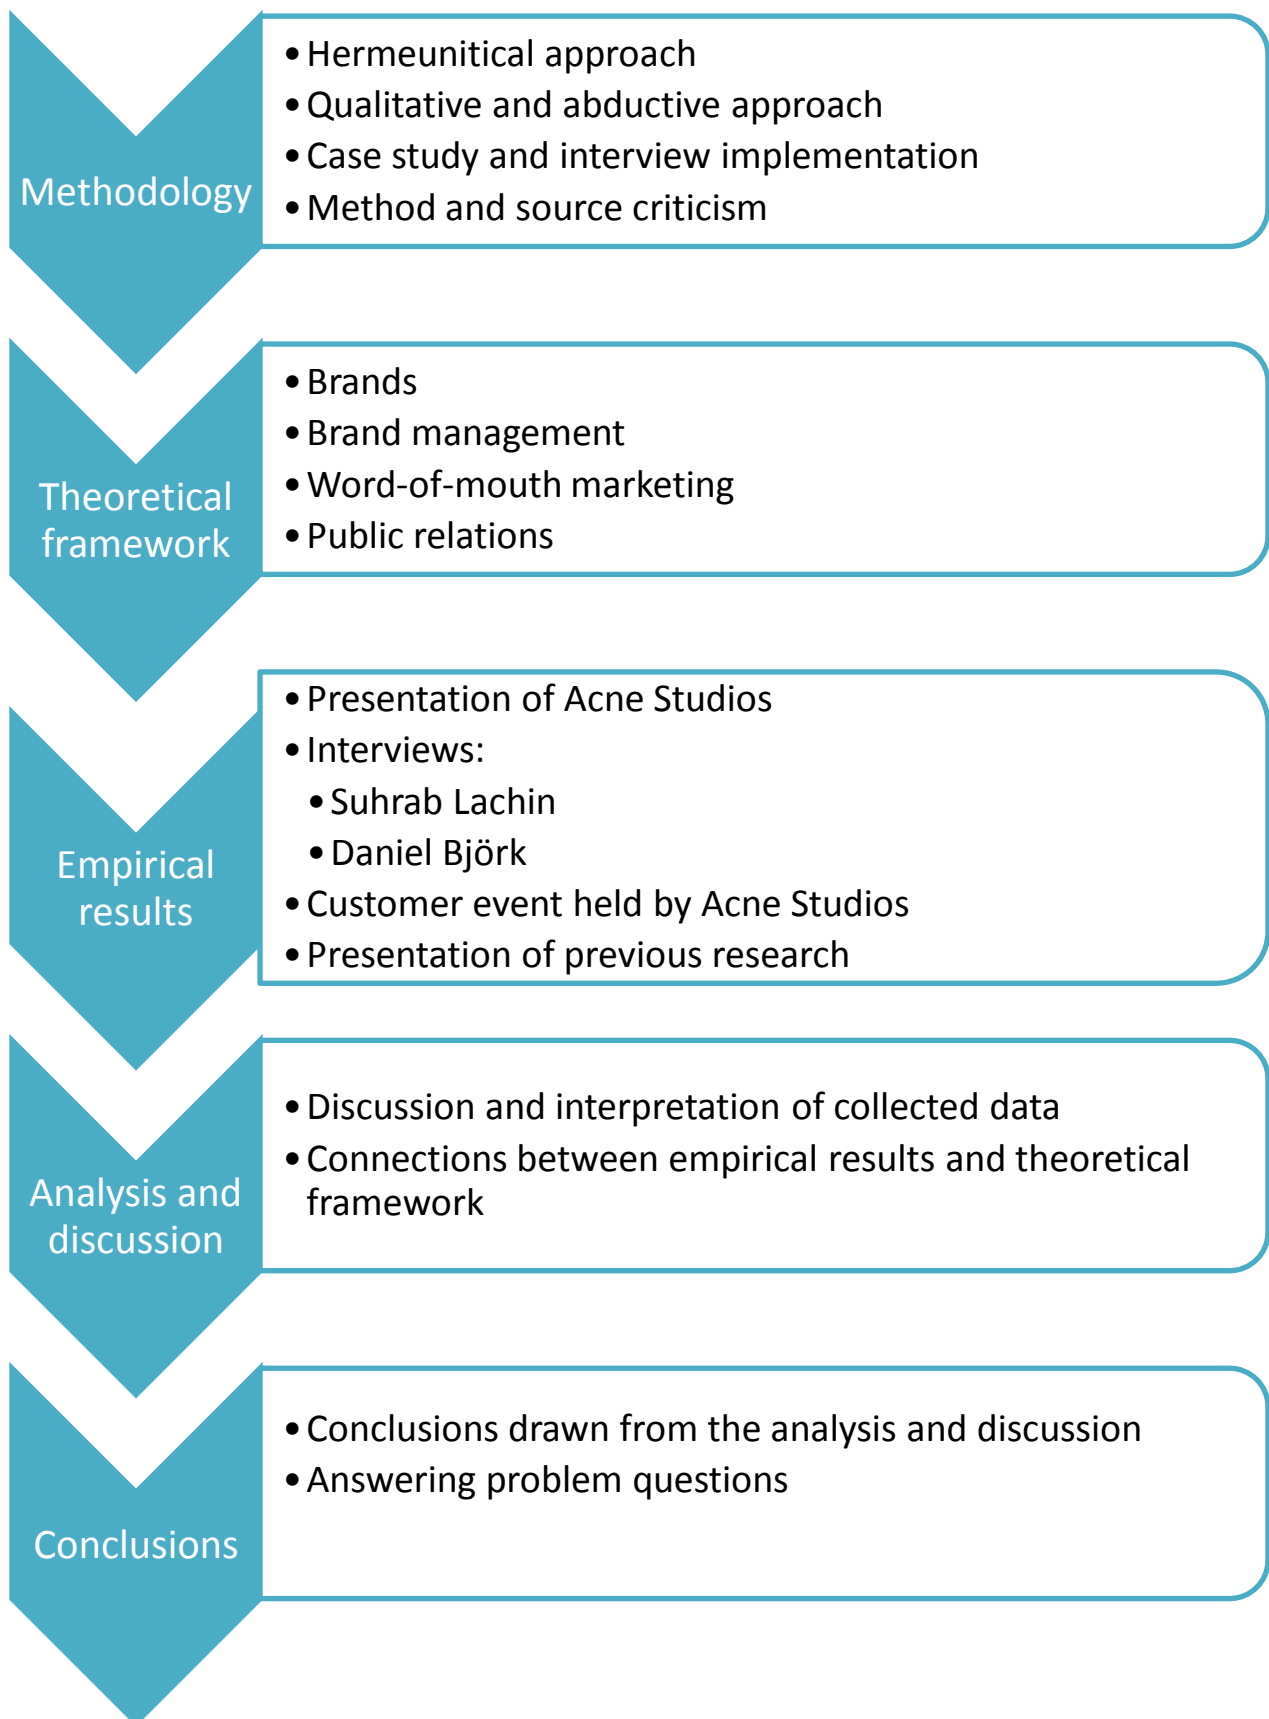 Methodology
• Hermeunitical approach
• Qualitative and abductive approach
• Case study and interview implementation
• Method and source criticism
Theoretical
framework
• Brands
• Brand management
• Word-of-mouth marketing
• Public relations
Empirical
results
• Presentation of Acne Studios
• Interviews:
• Suhrab Lachin
• Daniel Björk
• Customer event held by Acne Studios
• Presentation of previous research
Analysis and
discussion
• Discussion and interpretation of collected data
• Connections between empirical results and theoretical
framework
Conclusions
• Conclusions drawn from the analysis and discussion
• Answering problem questions